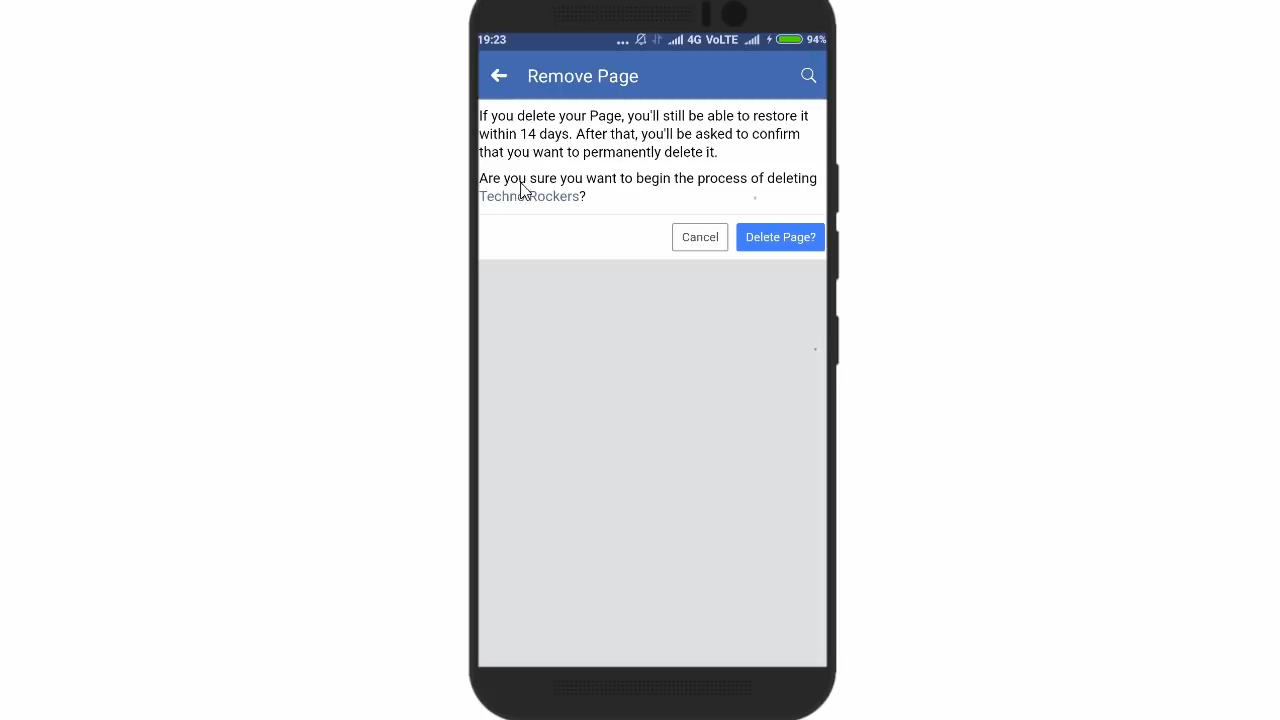 19:23
... 4G VoLTE 94%
Remove Page
If you delete your Page, you'll still be able to restore it
within 14 days. After that, you'll be asked to confirm
that you want to permanently delete it.
Are you sure you want to begin the process of deleting
Techno Rockers?
Cancel
Delete Page?